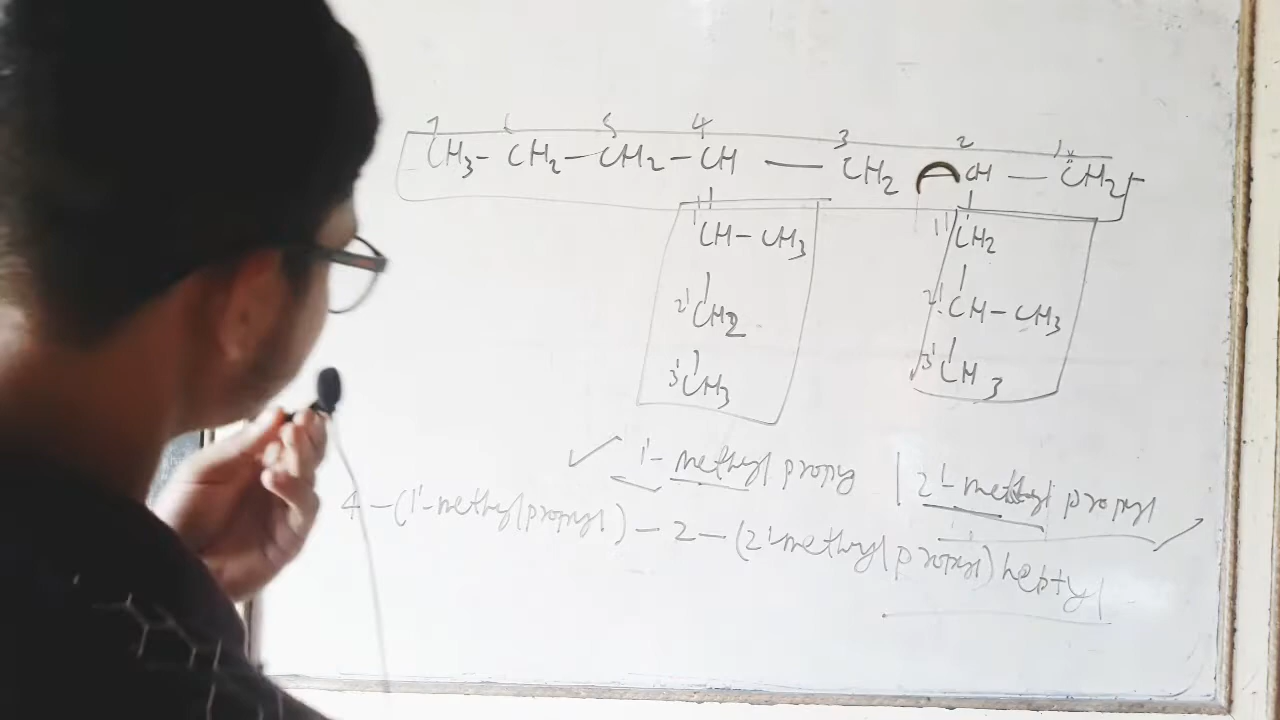 7 6 5 4 3 2 1
CH3- CH2 — CH2 - CH — CH2 CH — CH2 -
1' CH - CH3 1' CH2
2' CH2 2' CH - CH3
3' CH3 3' CH3
✓ 1'- methyl propyl | 2'- methyl propyl
4 -(1'-methylpropyl) - 2 - (2'methylpropyl) heptyl